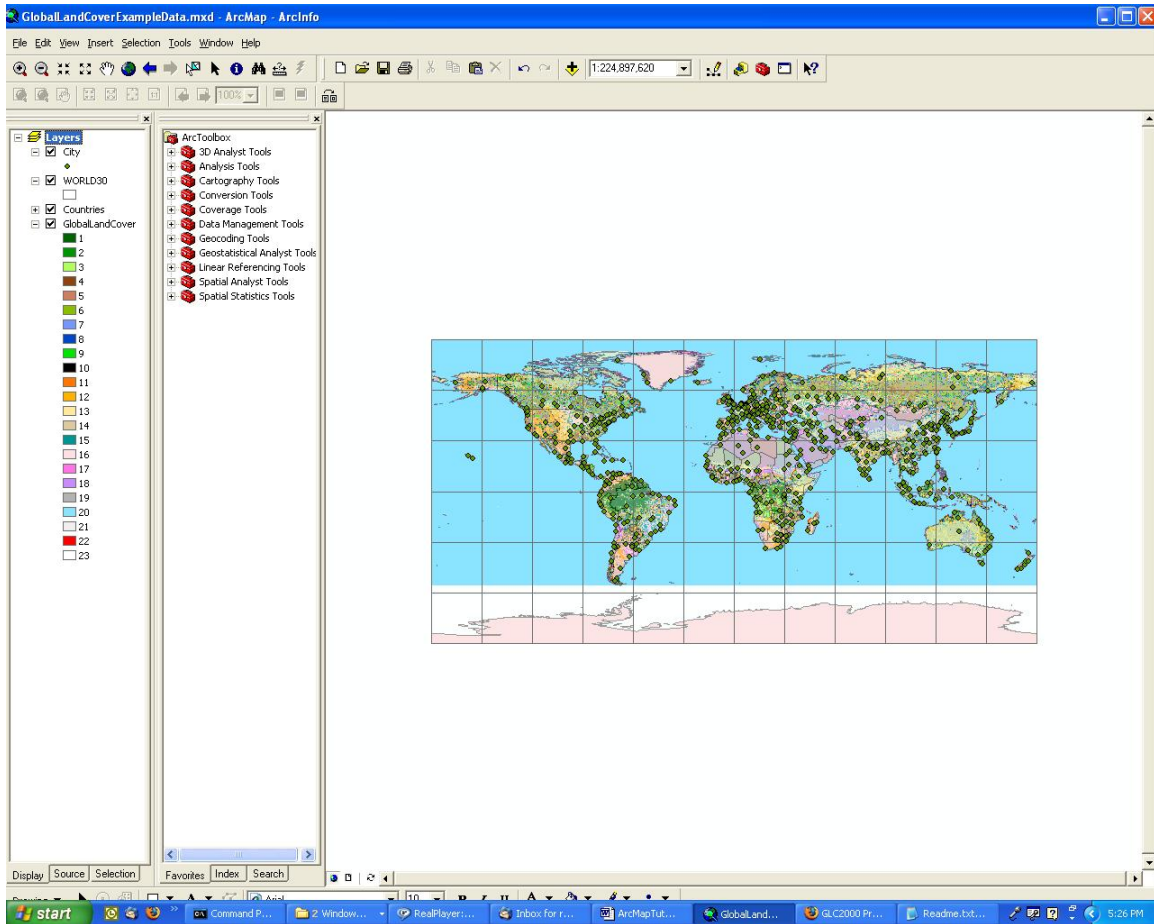 GlobalLandCoverExampleData.mxd - ArcMap - ArcInfo
File Edit View Insert Selection Tools Window Help
1:224,897,620
100%
Layers
City
WORLD30
Countries
GlobalLandCover
1
2
3
4
5
6
7
8
9
10
11
12
13
14
15
16
17
18
19
20
21
22
23
Display Source Selection
ArcToolbox
3D Analyst Tools
Analysis Tools
Cartography Tools
Conversion Tools
Coverage Tools
Data Management Tools
Geocoding Tools
Geostatistical Analyst Tools
Linear Referencing Tools
Spatial Analyst Tools
Spatial Statistics Tools
Favorites Index Search
Drawing Arial 10 B I U A
start Command P... 2 Window... RealPlayer:... Inbox for r... ArcMapTut... GlobalLand... GLC2000 Pr... Readme.txt... 5:26 PM